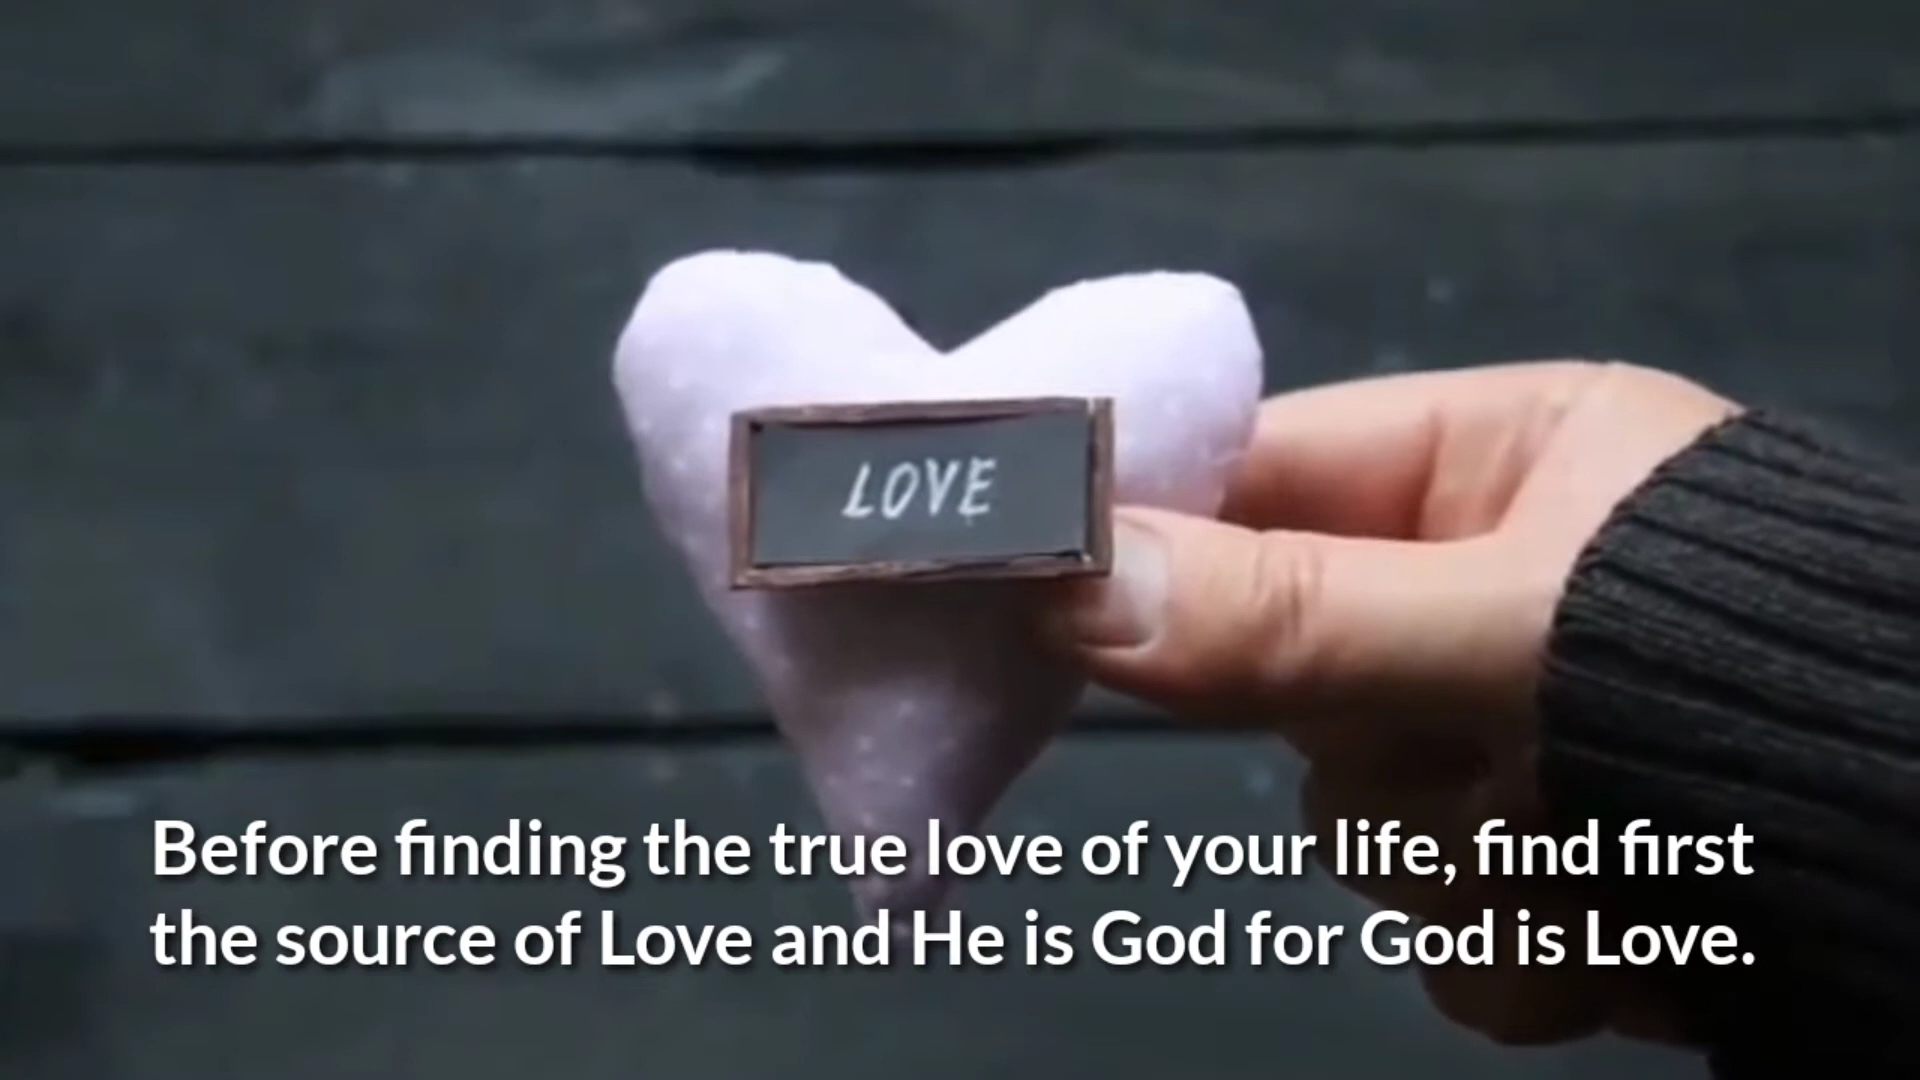 LOVE
Before finding the true love of your life, find first
the source of Love and He is God for God is Love.